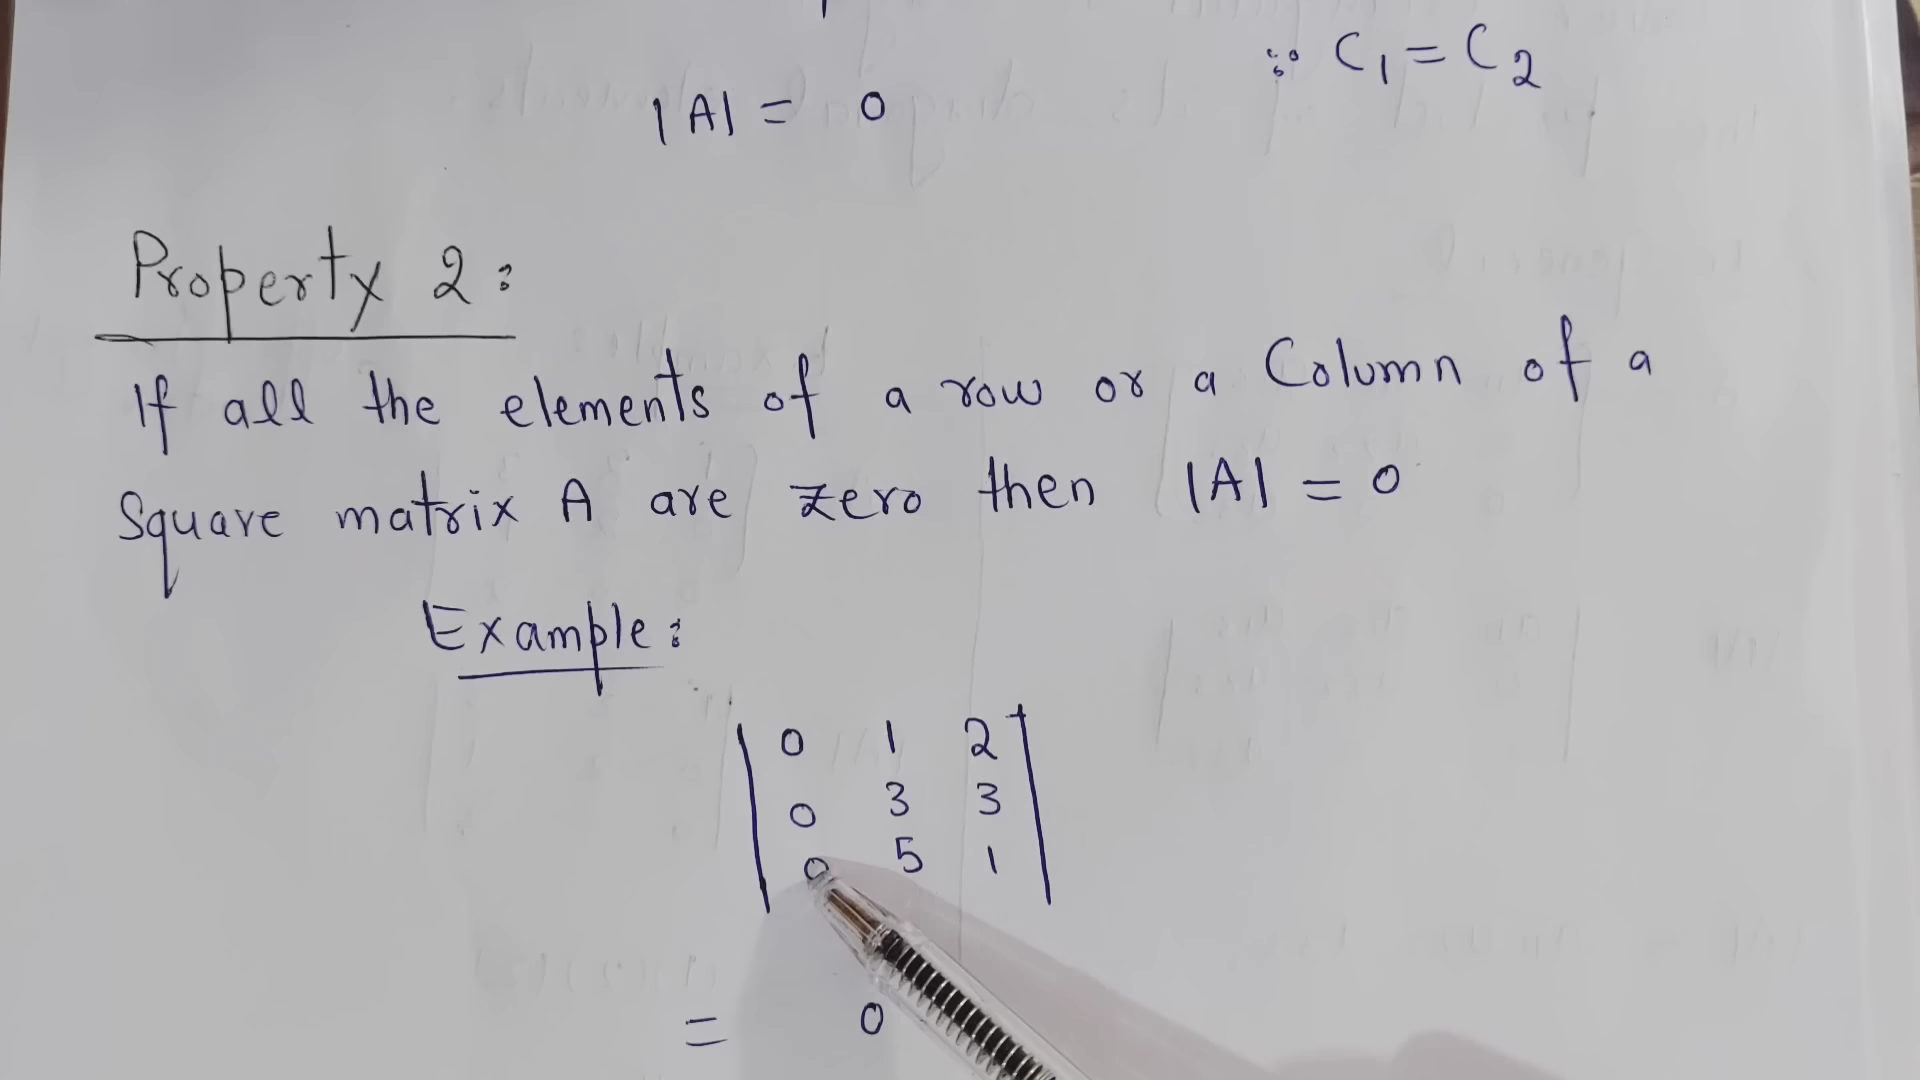 ∵ C1 = C2
|A| = 0
Property 2:
If all the elements of a row or a Column of a
Square matrix A are zero then |A| = 0
Example:
| 0 1 2 |
| 0 3 3 |
| 0 5 1 |
= 0